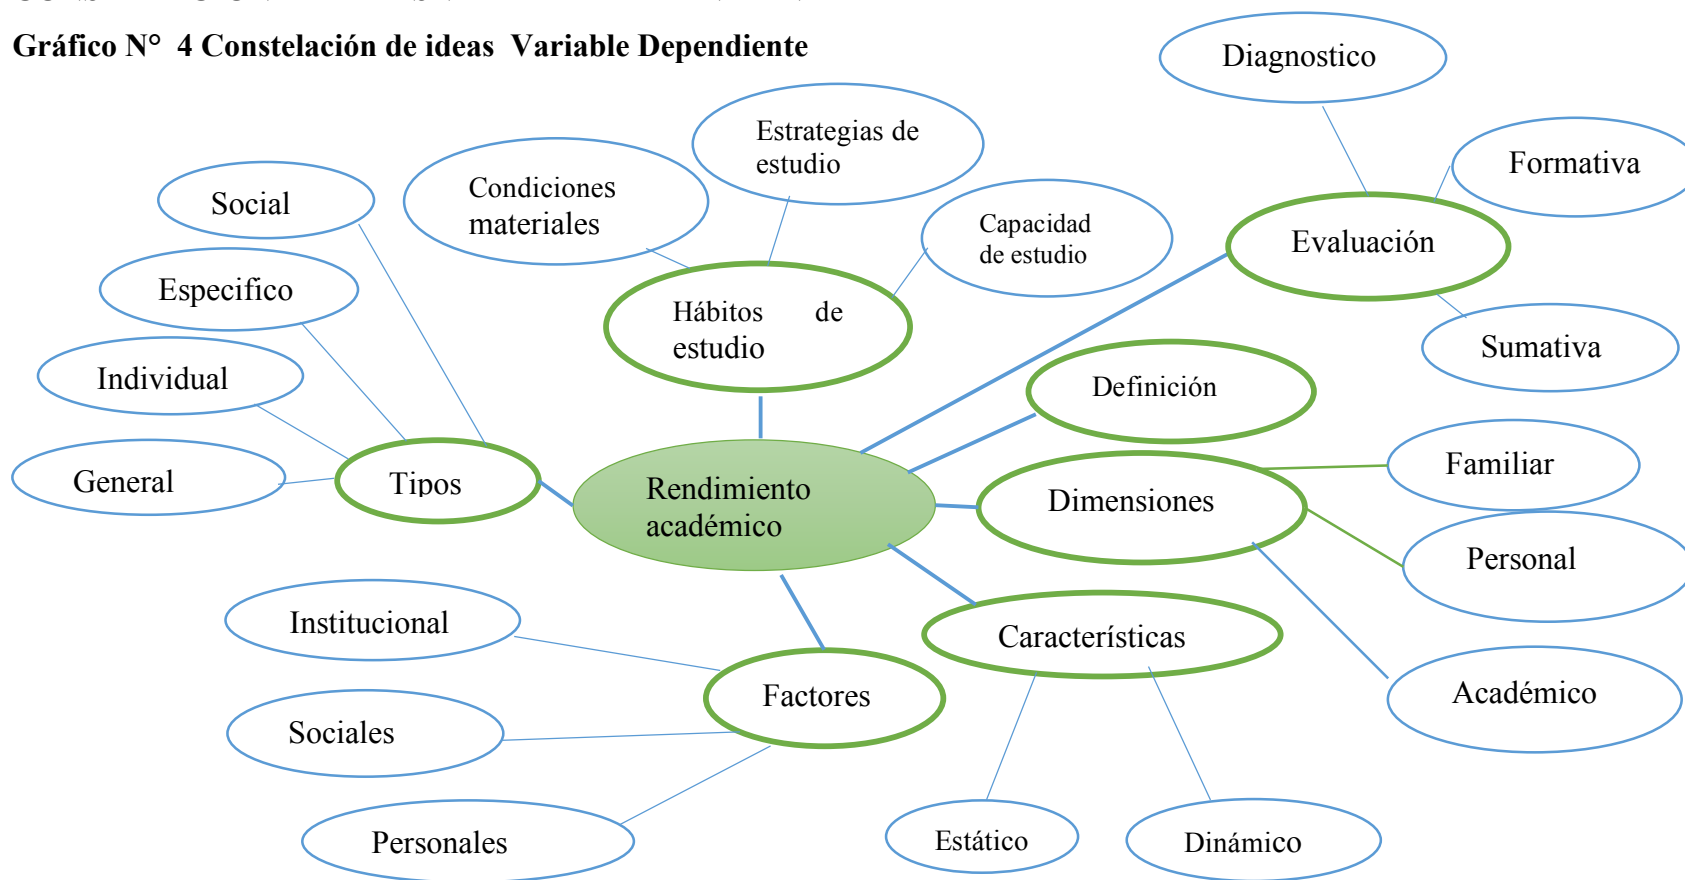 Gráfico N° 4 Constelación de ideas Variable Dependiente
Diagnostico
Estrategias de
estudio
Formativa
Condiciones
materiales
Social
Capacidad
de estudio
Evaluación
Especifico
Hábitos de
estudio
Sumativa
Individual
Definición
Familiar
General
Tipos
Rendimiento
académico
Dimensiones
Personal
Institucional
Características
Factores
Académico
Sociales
Personales
Estático
Dinámico